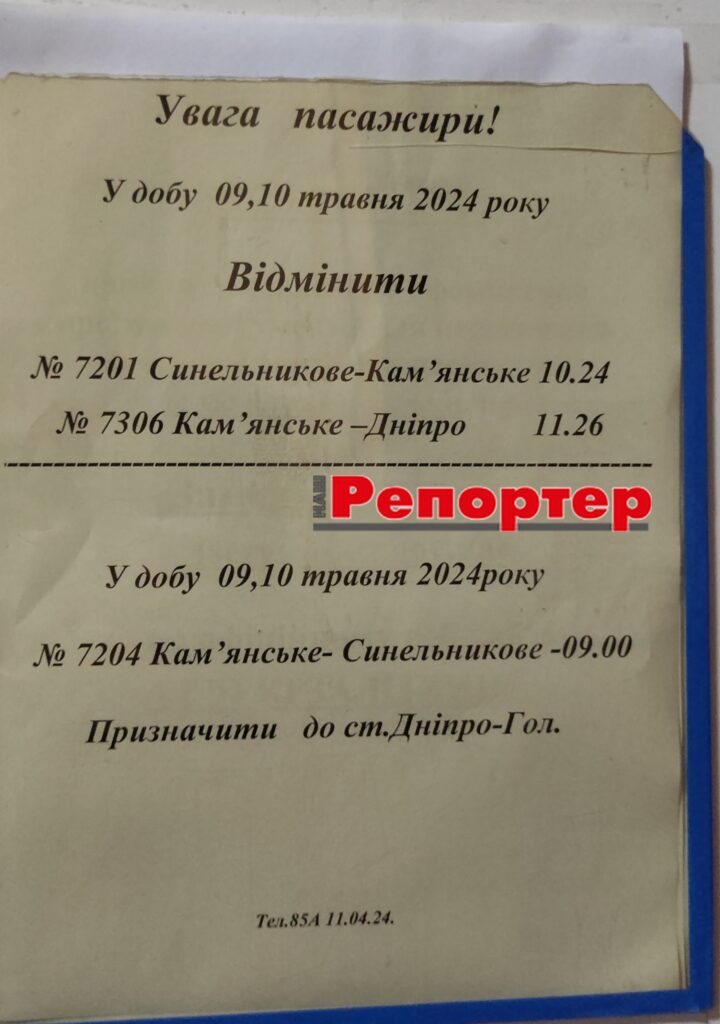 Увага пасажири!
У добу 09,10 травня 2024 року
Відмінити
№ 7201 Синельникове-Кам’янське 10.24
№ 7306 Кам’янське –Дніпро 11.26
НАШ Репортер
У добу 09,10 травня 2024року
№ 7204 Кам’янське- Синельникове -09.00
Призначити до ст.Дніпро-Гол.
Тел.85А 11.04.24.